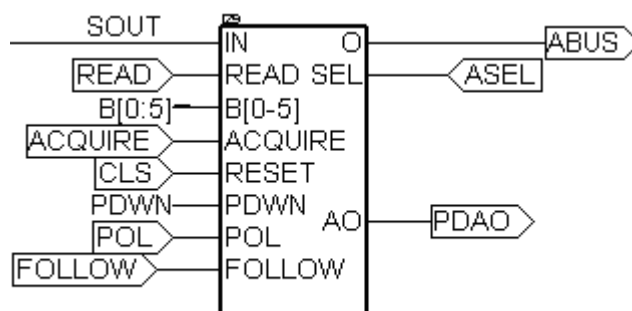 SOUT
IN O ABUS
READ READ SEL ASEL
B[0:5] B[0-5]
ACQUIRE ACQUIRE
CLS RESET
PDWN PDWN
AO PDAO
POL POL
FOLLOW FOLLOW